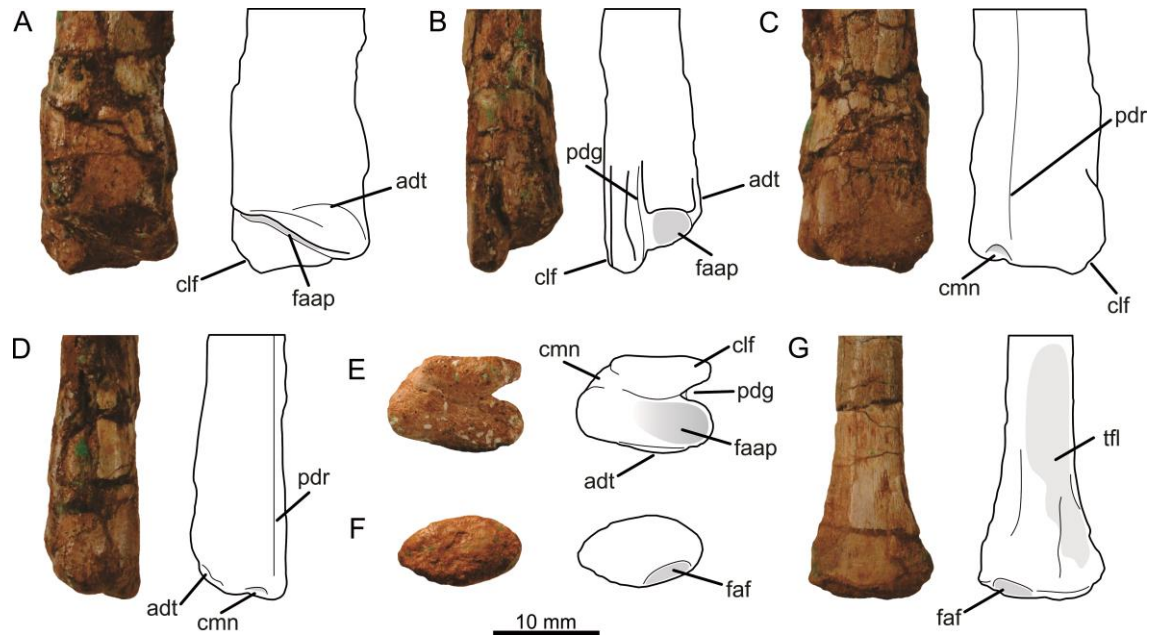 A
B
C
adt
clf
faap
pdg
adt
faap
clf
pdr
cmn
clf
D
pdr
adt
cmn
E
cmn
clf
pdg
faap
adt
F
faf
10 mm
G
tfl
faf